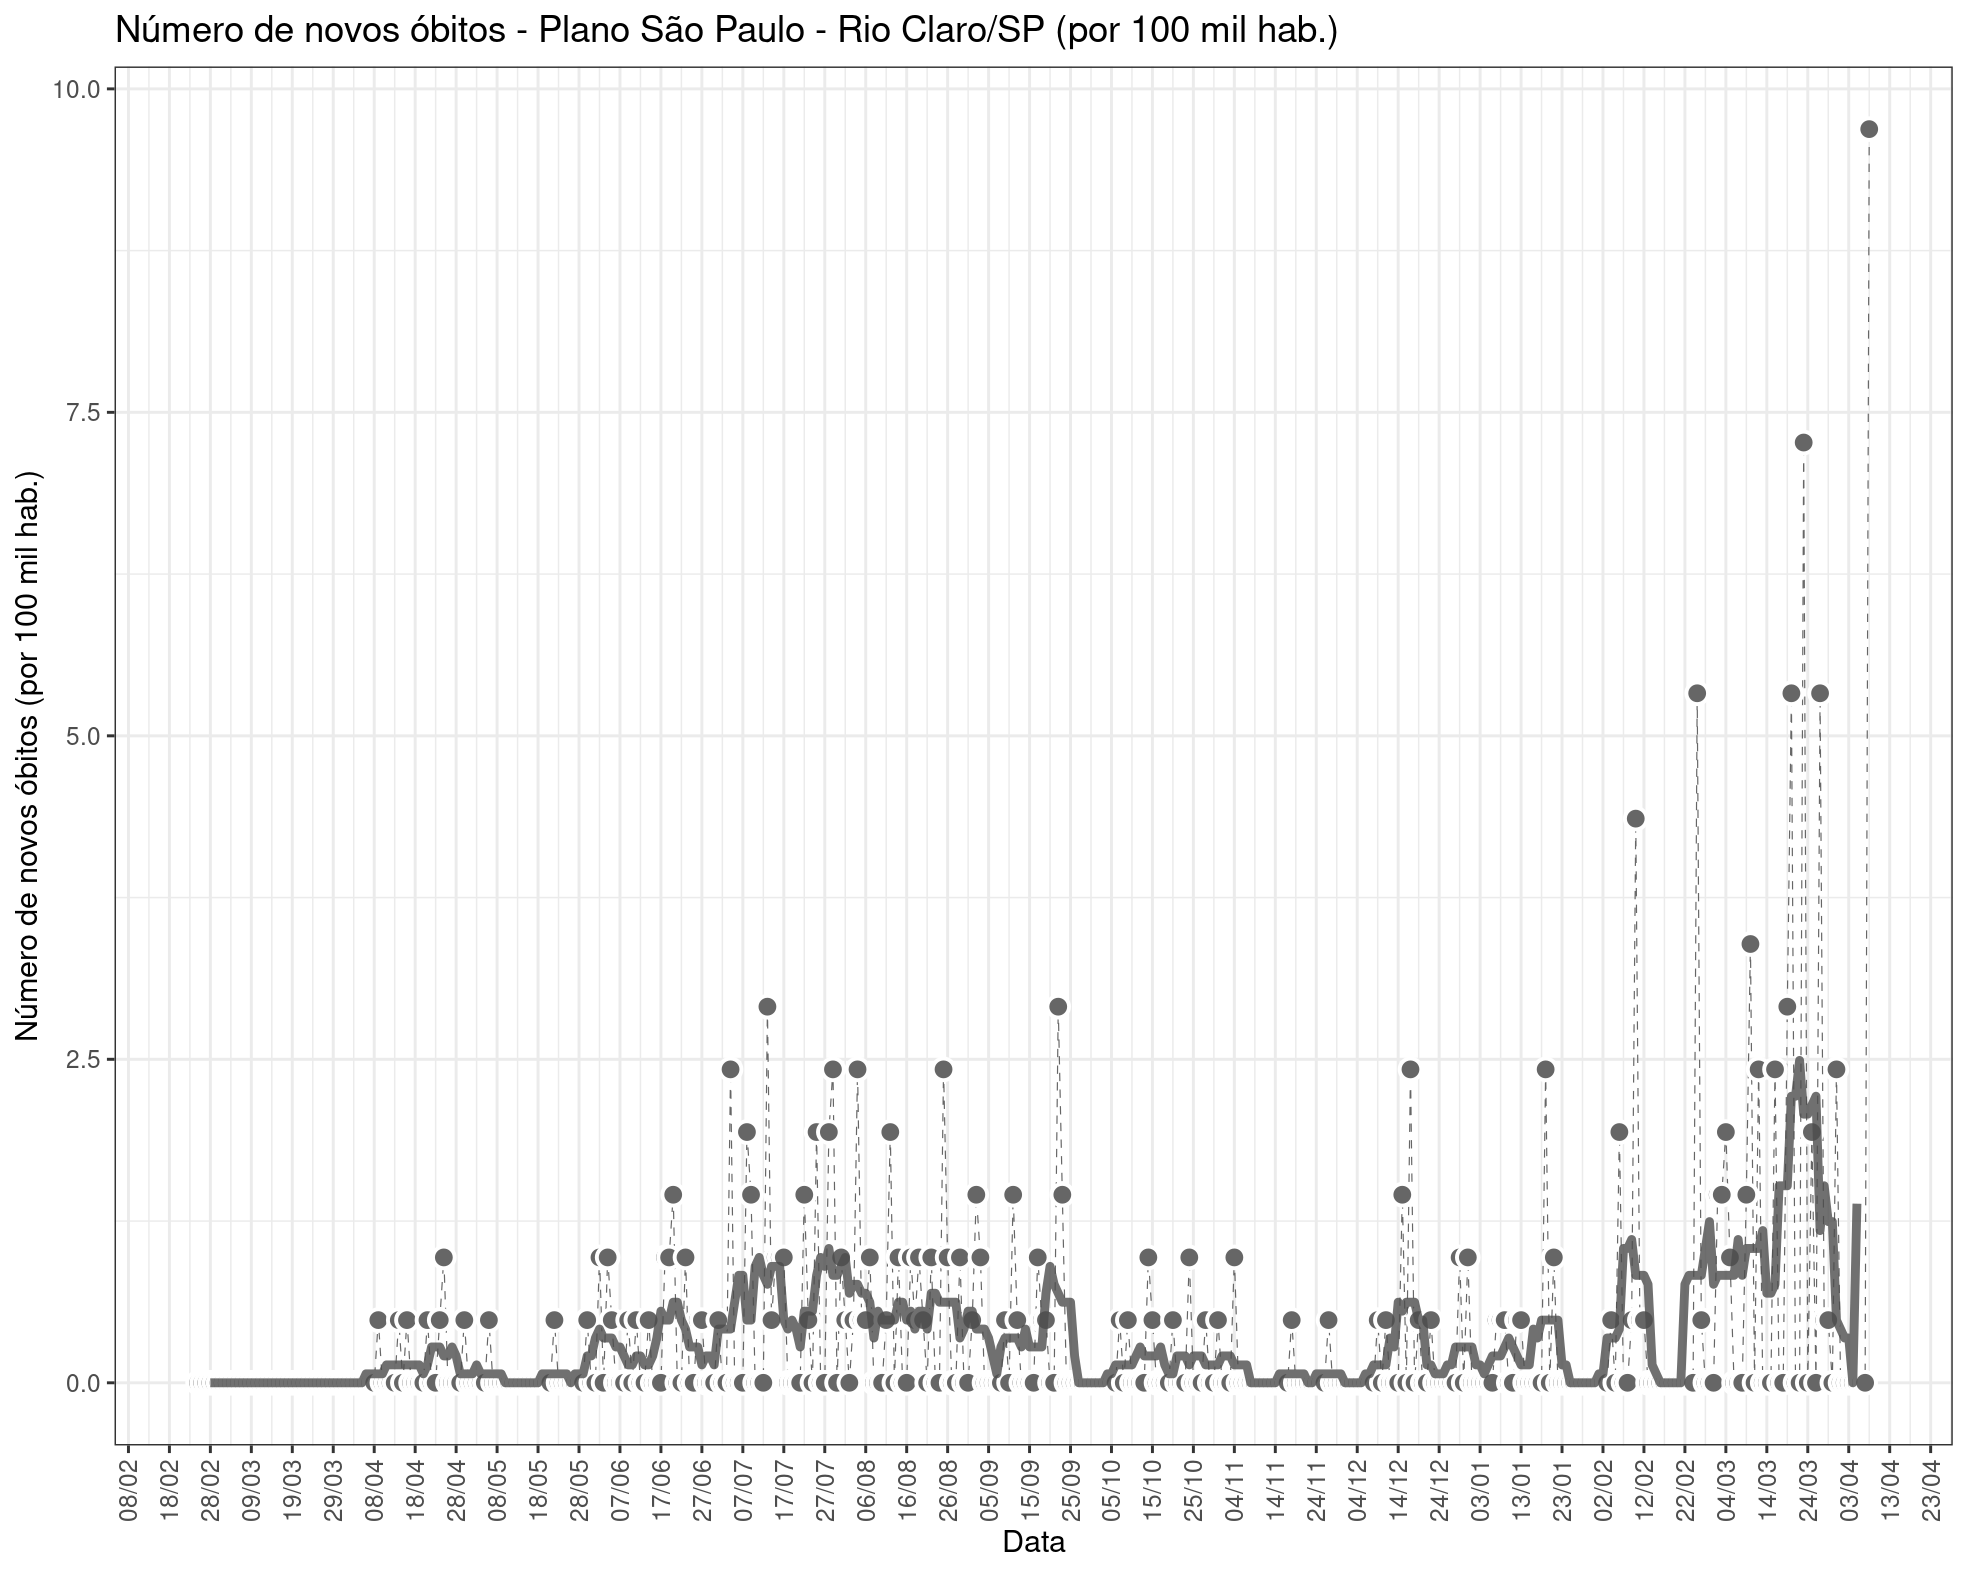 Número de novos óbitos - Plano São Paulo - Rio Claro/SP (por 100 mil hab.)
Número de novos óbitos (por 100 mil hab.)
10.0
7.5
5.0
2.5
0.0
08/02 18/02 28/02 09/03 19/03 29/03 08/04 18/04 28/04 08/05 18/05 28/05 07/06 17/06 27/06 07/07 17/07 27/07 06/08 16/08 26/08 05/09 15/09 25/09 05/10 15/10 25/10 04/11 14/11 24/11 04/12 14/12 24/12 03/01 13/01 23/01 02/02 12/02 22/02 04/03 14/03 24/03 03/04 13/04 23/04
Data